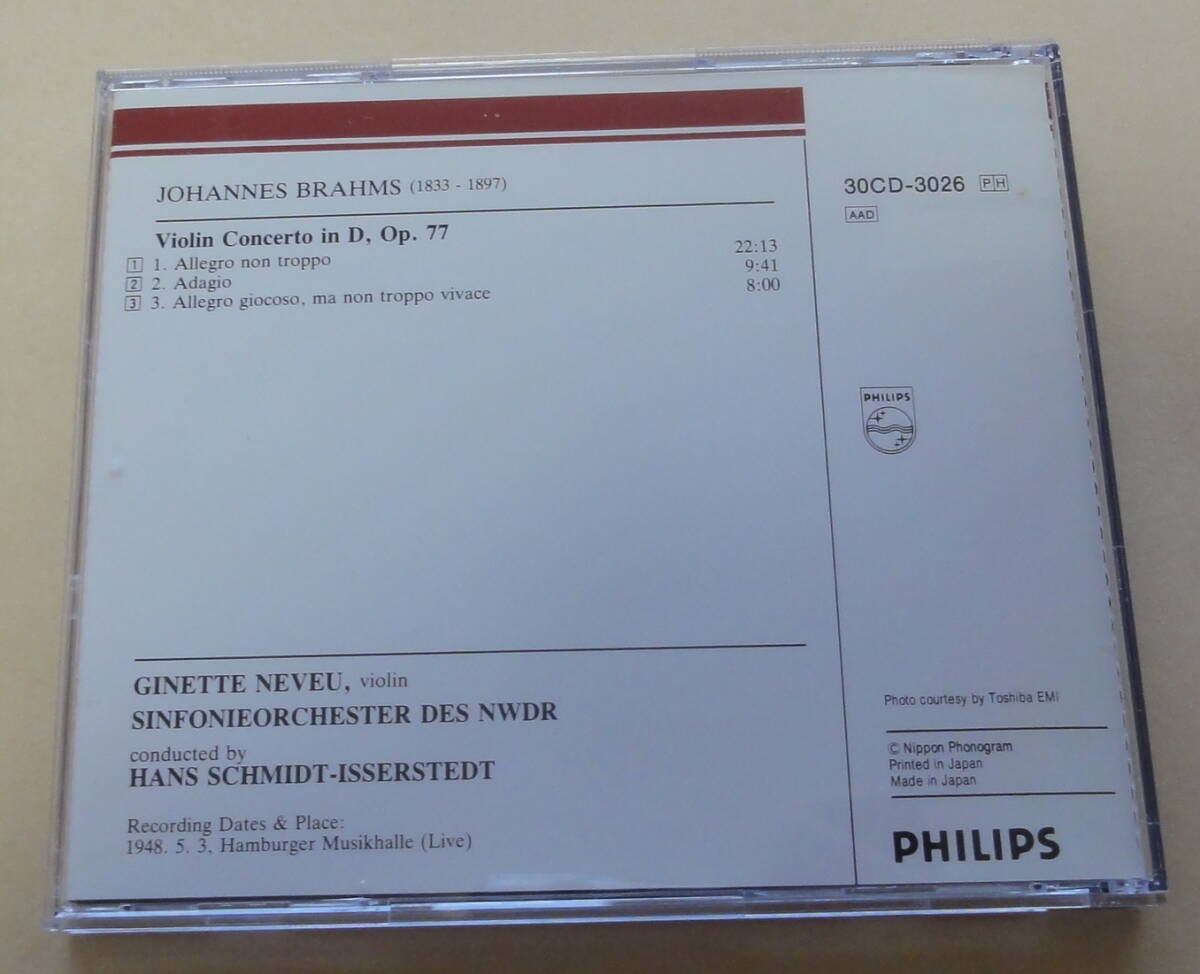 JOHANNES BRAHMS (1833 - 1897)
Violin Concerto in D, Op. 77
1 1. Allegro non troppo 22:13
2 2. Adagio 9:41
3 3. Allegro giocoso, ma non troppo vivace 8:00
GINETTE NEVEU, violin
SINFONIEORCHESTER DES NWDR
conducted by
HANS SCHMIDT-ISSERSTEDT
Recording Dates & Place:
1948. 5. 3, Hamburger Musikhalle (Live)
30CD-3026 PH
AAD
PHILIPS
Photo courtesy by Toshiba EMI
© Nippon Phonogram
Printed in Japan
Made in Japan
PHILIPS